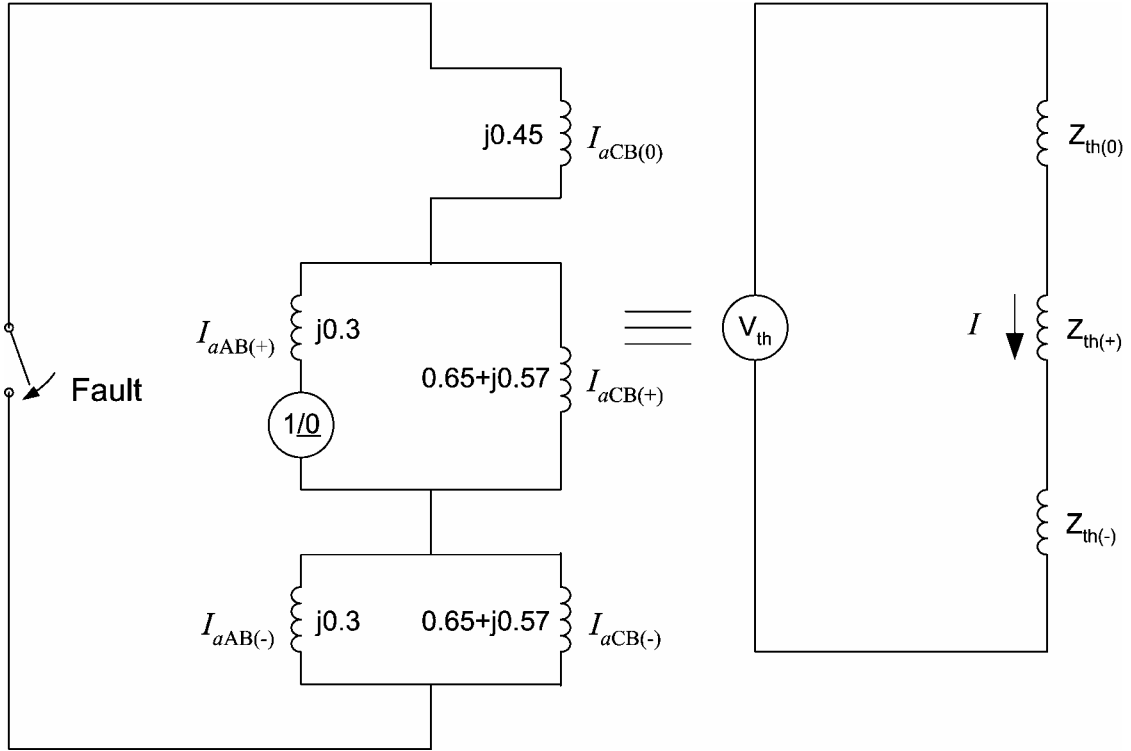 j0.45
I_aCB(0)
Z_th(0)
I_aAB(+)
j0.3
0.65+j0.57
I_aCB(+)
V_th
I
Z_th(+)
Fault
1/0
I_aAB(-)
j0.3
0.65+j0.57
I_aCB(-)
Z_th(-)